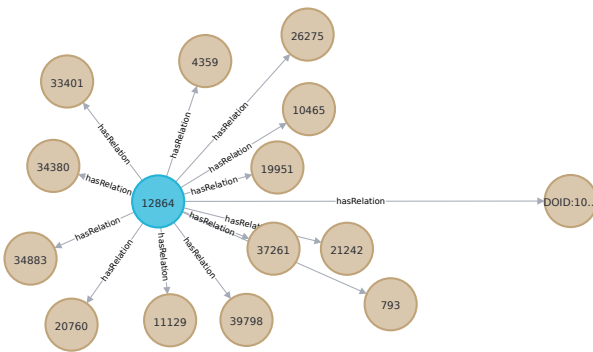 26275
4359
33401
hasRelation
10465
hasRelation
hasRelation
hasRelation
34380
hasRelation
19951
hasRelation
hasRelation
12864
hasRelation
DOID:10...
hasRelation
hasRelation
hasRelation
34883
hasRelation
hasRelation
hasRelation
37261
21242
793
20760
11129
39798